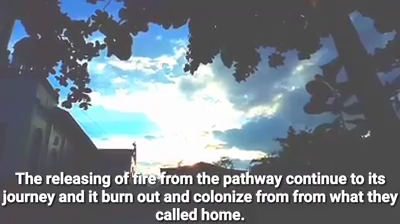 The releasing of fire from the pathway continue to its
journey and it burn out and colonize from from what they
called home.